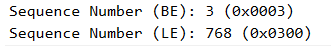 Sequence Number (BE): 3 (0x0003)
Sequence Number (LE): 768 (0x0300)